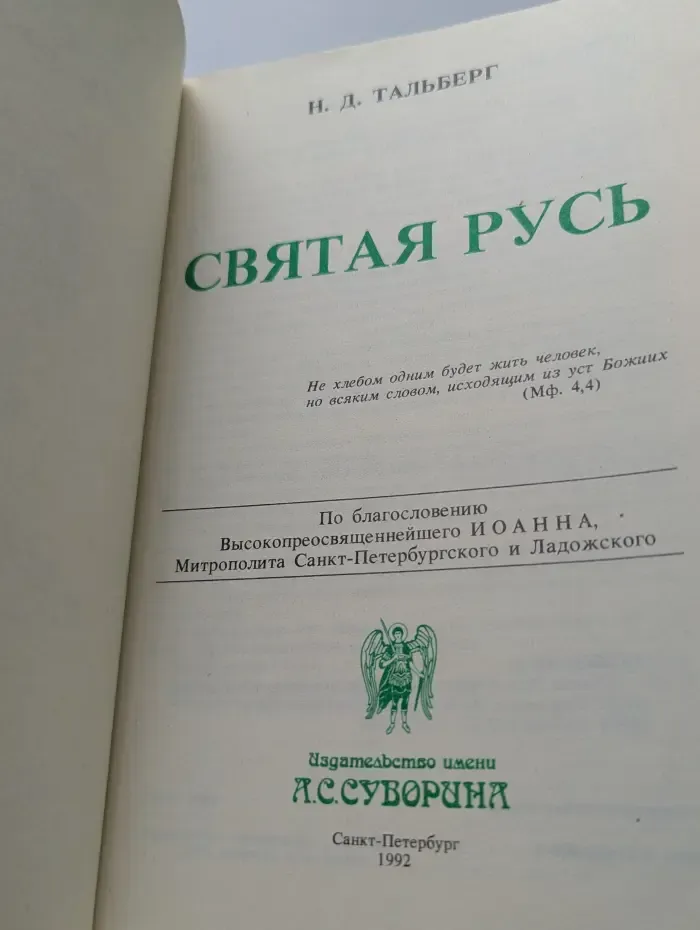 Н. Д. ТАЛЬБЕРГ
СВЯТАЯ РУСЬ
Не хлебом одним будет жить человек,
но всяким словом, исходящим из уст Божиих
(Мф. 4,4)
По благословению
Высокопреосвященнейшего ИОАННА,
Митрополита Санкт-Петербургского и Ладожского
Издательство имени
А.С.СУВОРИНА
Санкт-Петербург
1992